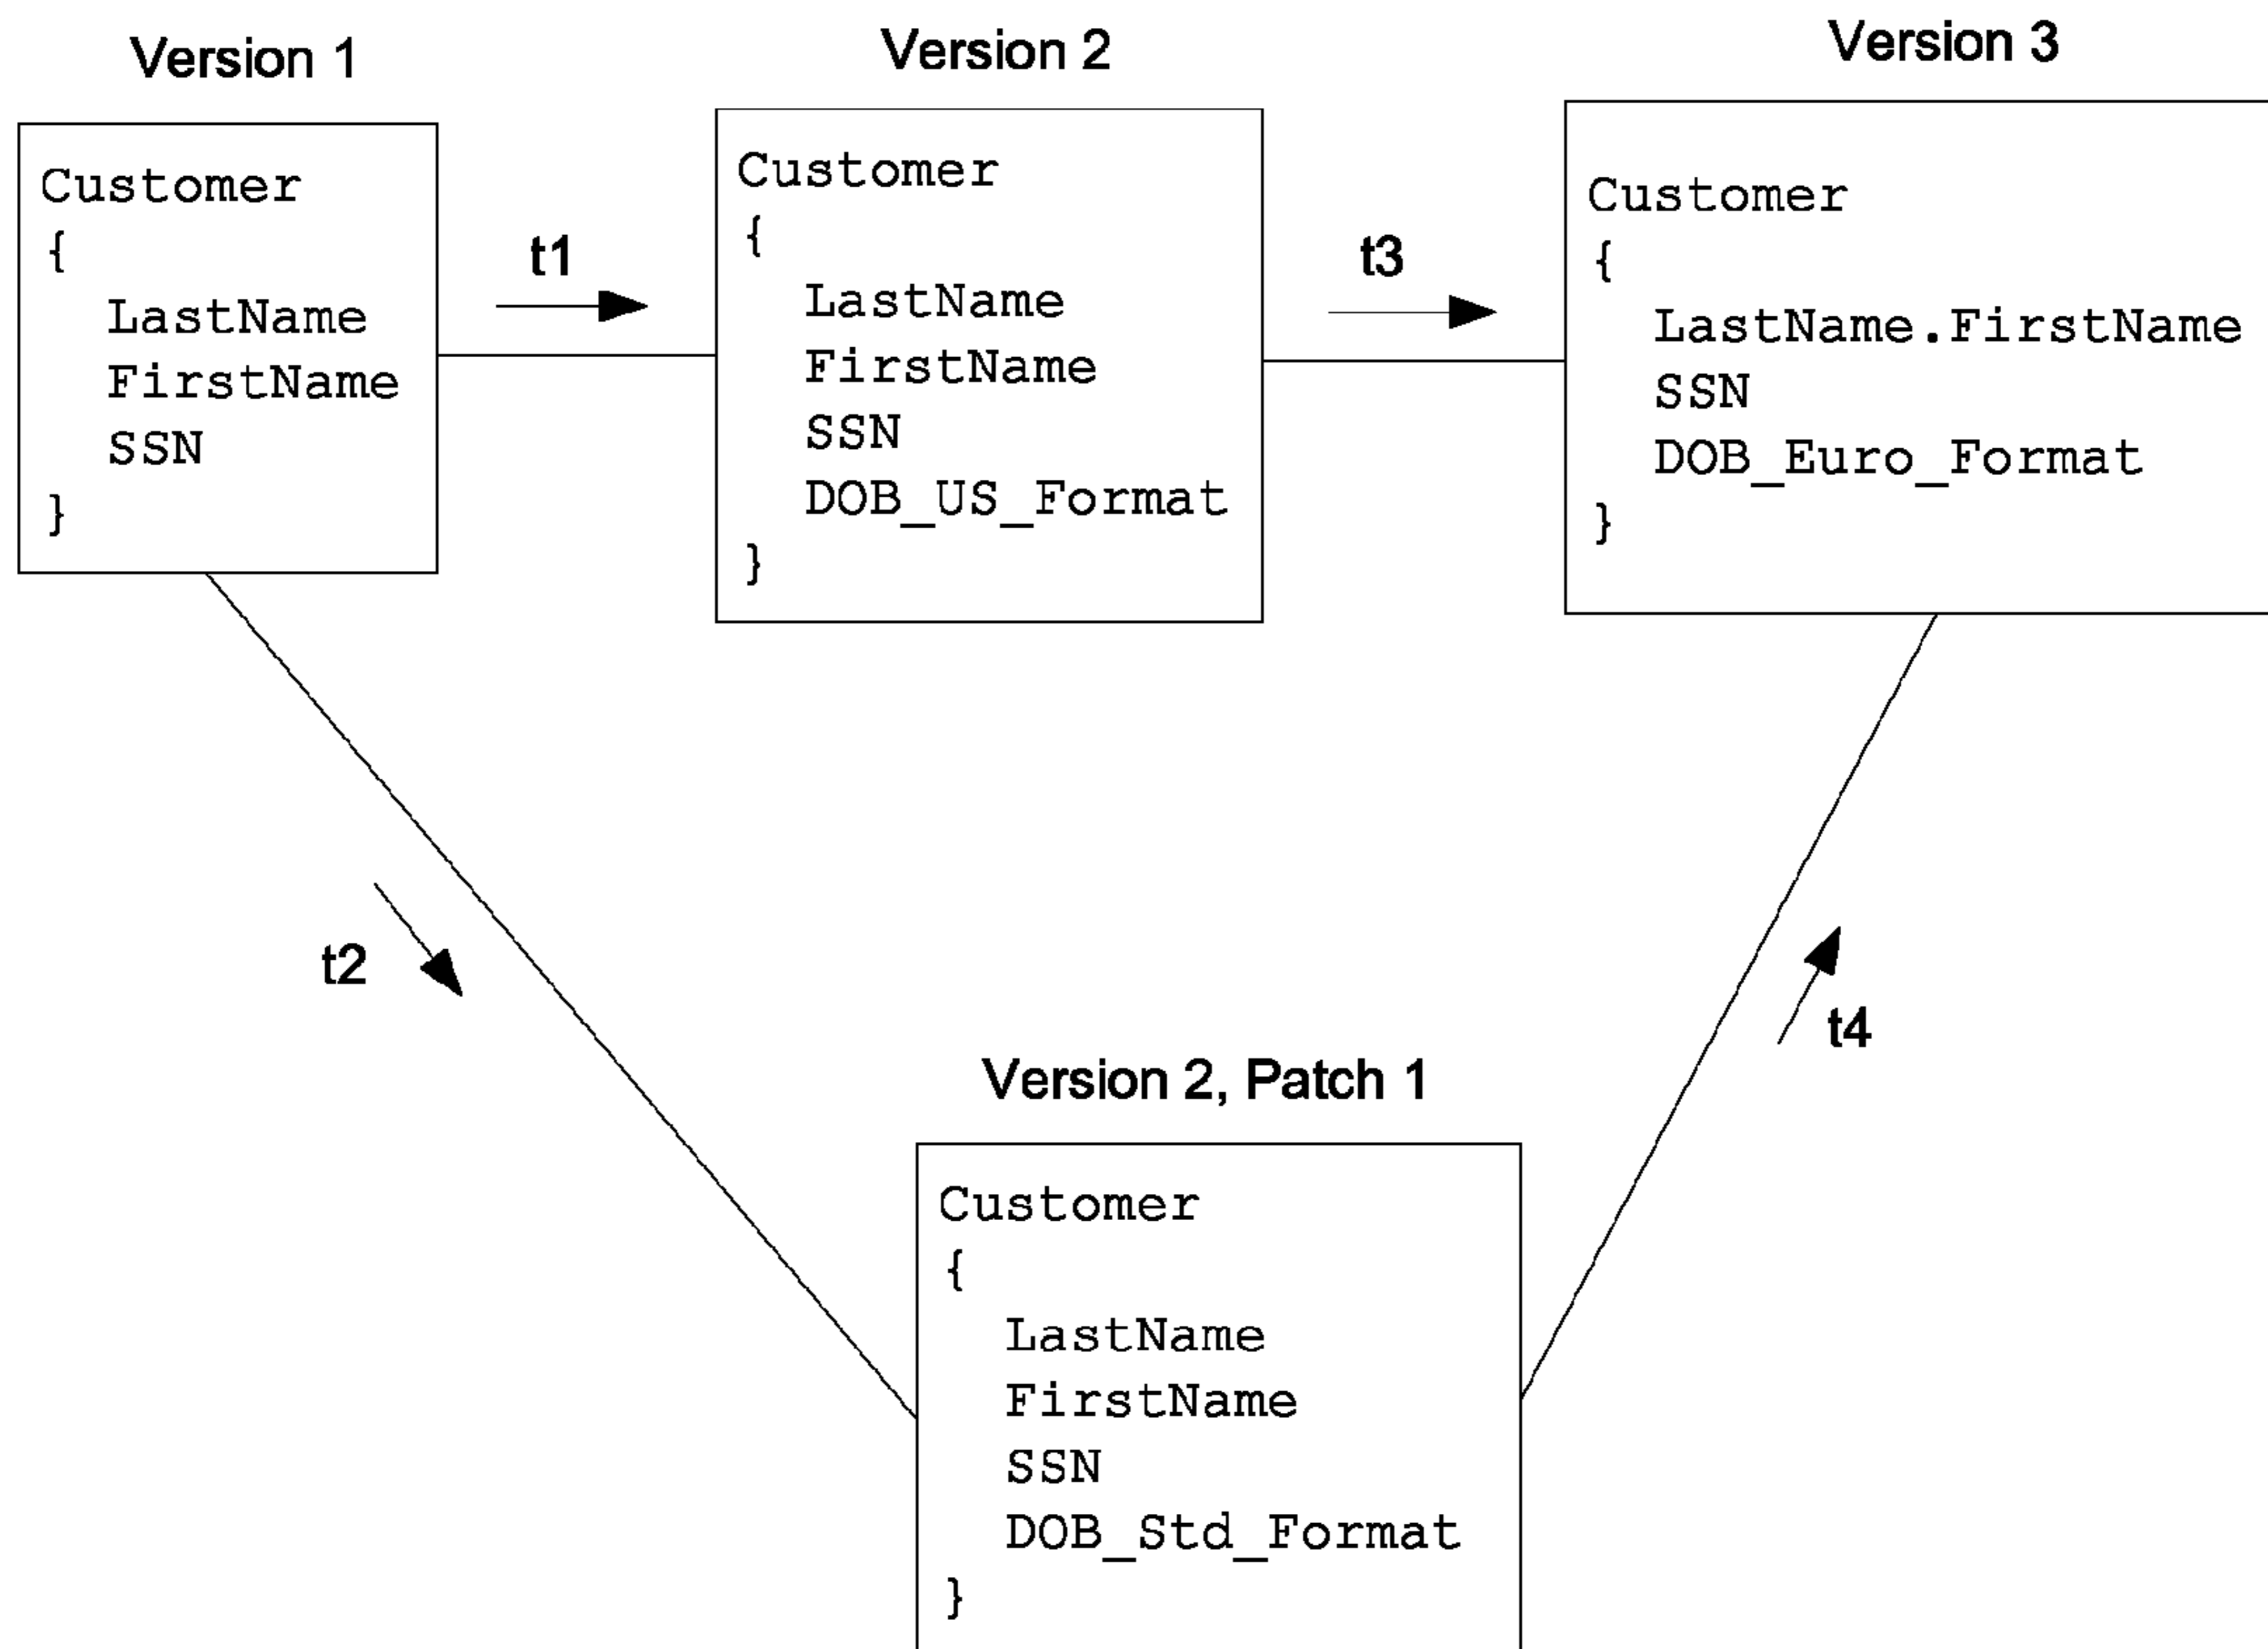 Version 1
Customer
{
LastName
FirstName
SSN
}
t1
Version 2
Customer
{
LastName
FirstName
SSN
DOB_US_Format
}
t3
Version 3
Customer
{
LastName.FirstName
SSN
DOB_Euro_Format
}
t2
t4
Version 2, Patch 1
Customer
{
LastName
FirstName
SSN
DOB_Std_Format
}